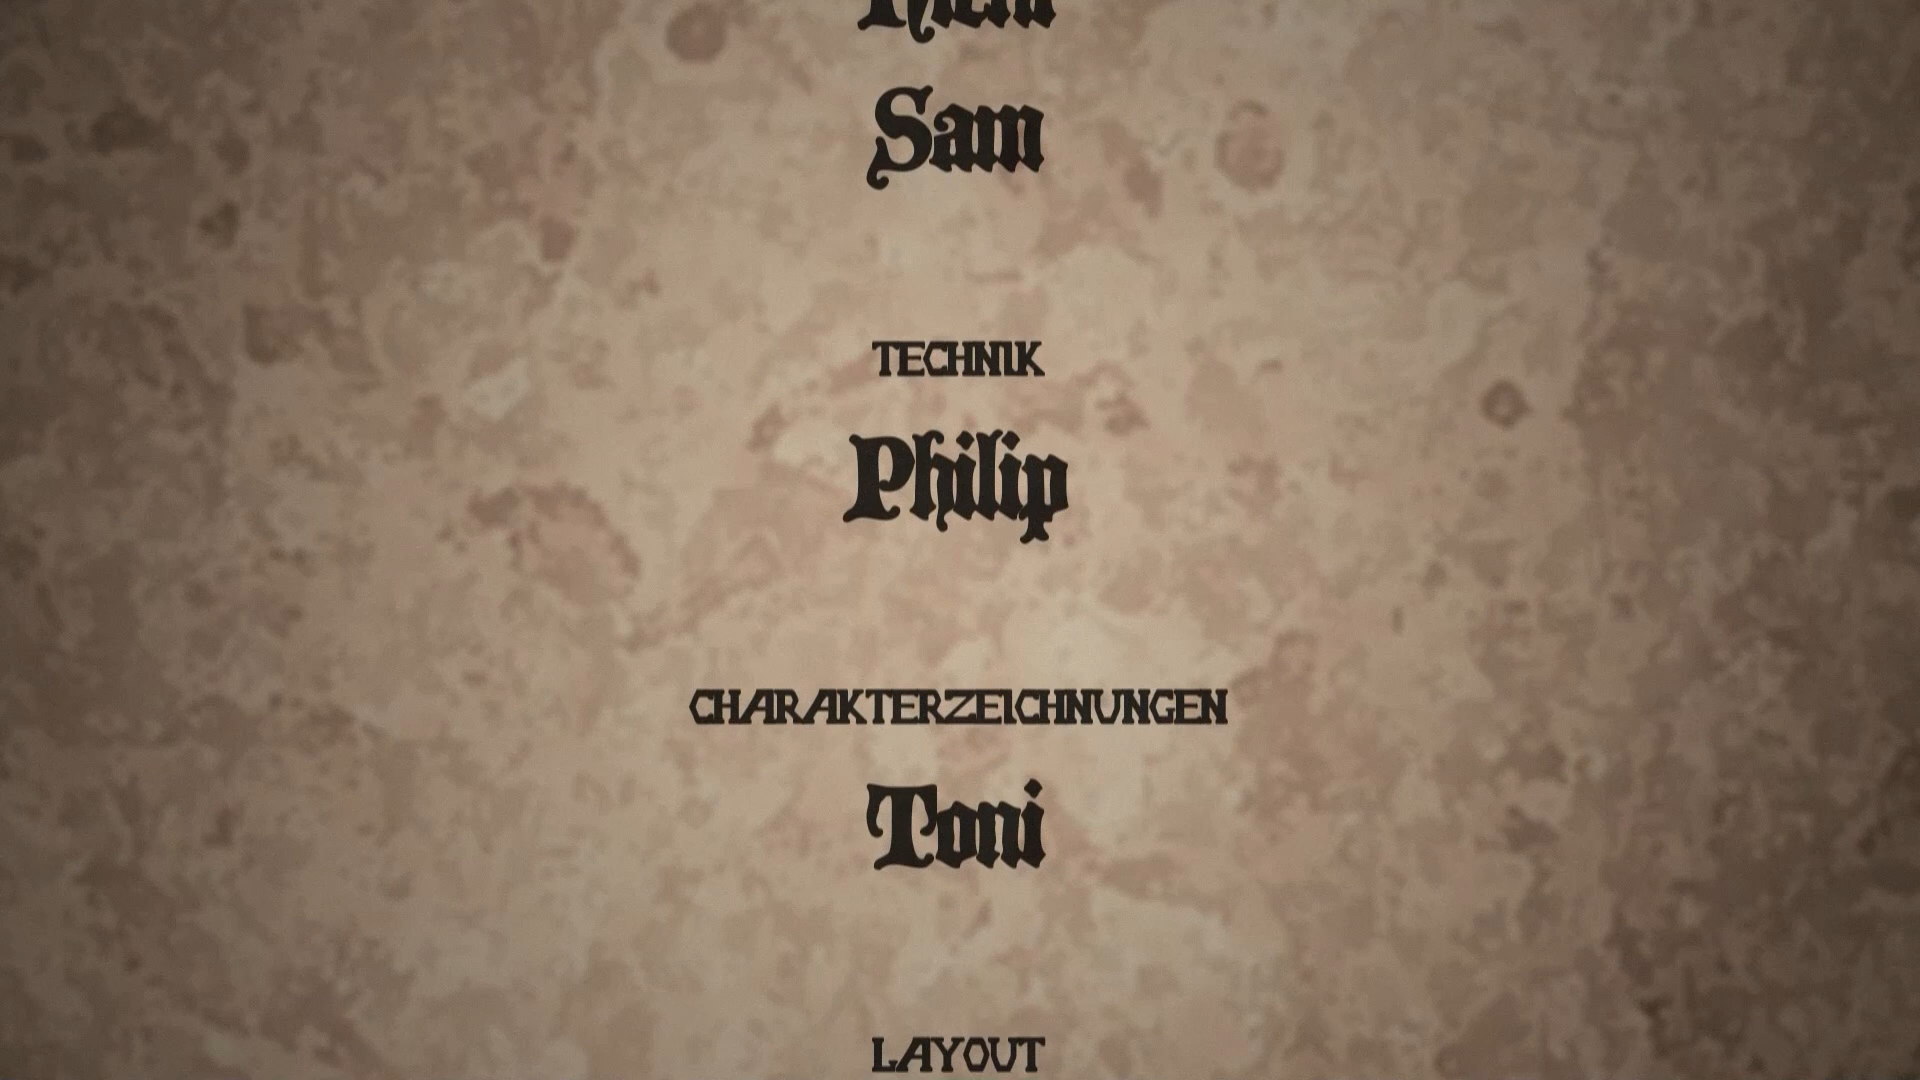 Sam
TECHNIK
Philip
CHARAKTERZEICHNUNGEN
Toni
LAYOUT